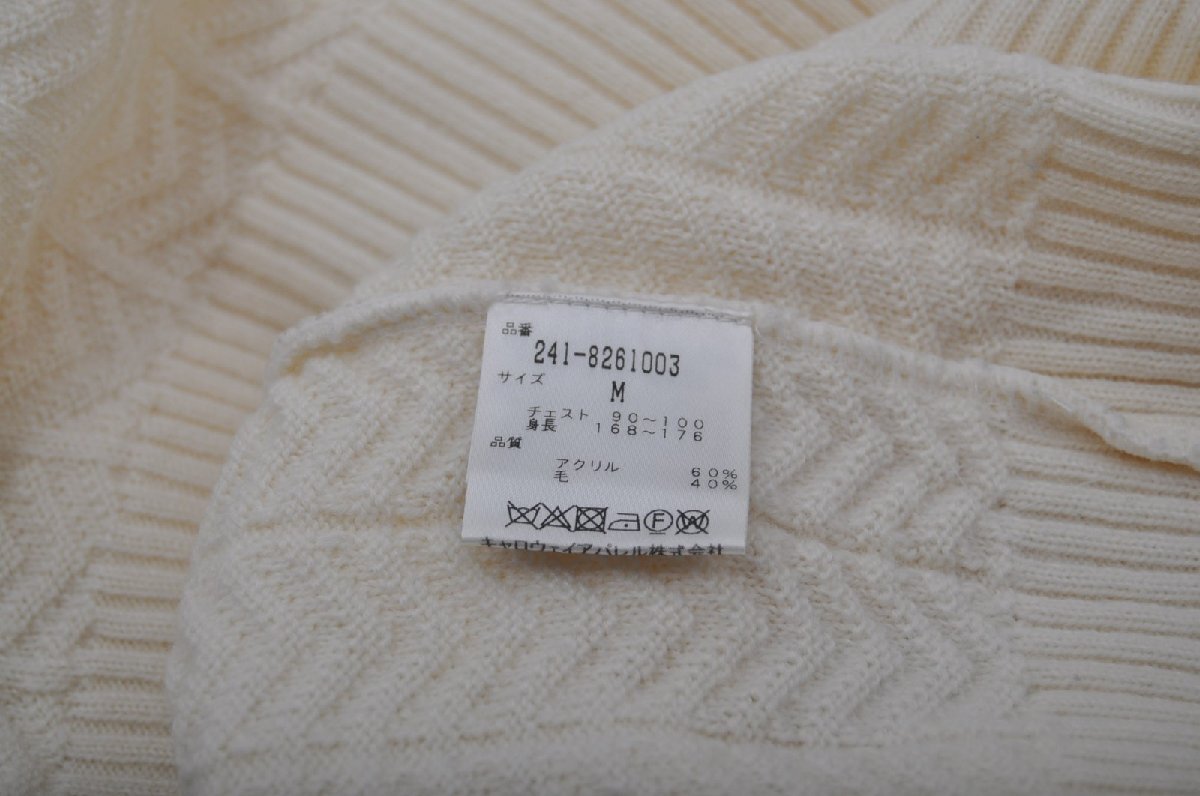 品番
241-8261003
サイズ
M
チェスト 90～100
身長 168～176
品質
アクリル 60%
毛 40%
F W
キャロウェイアパレル株式会社